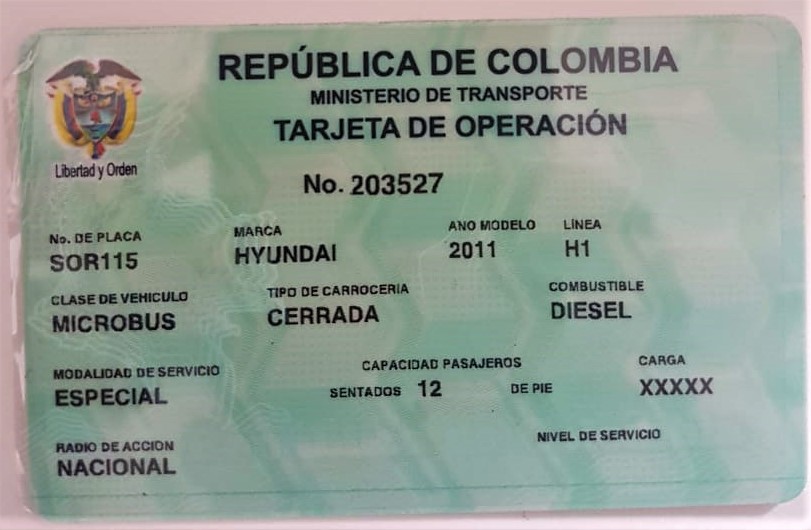 REPÚBLICA DE COLOMBIA
MINISTERIO DE TRANSPORTE
TARJETA DE OPERACIÓN
Libertad y Orden
No. 203527
No. DE PLACA MARCA ANO MODELO LÍNEA
SOR115 HYUNDAI 2011 H1
CLASE DE VEHICULO TIPO DE CARROCERIA COMBUSTIBLE
MICROBUS CERRADA DIESEL
MODALIDAD DE SERVICIO CAPACIDAD PASAJEROS CARGA
ESPECIAL SENTADOS 12 DE PIE XXXXX
RADIO DE ACCION NIVEL DE SERVICIO
NACIONAL